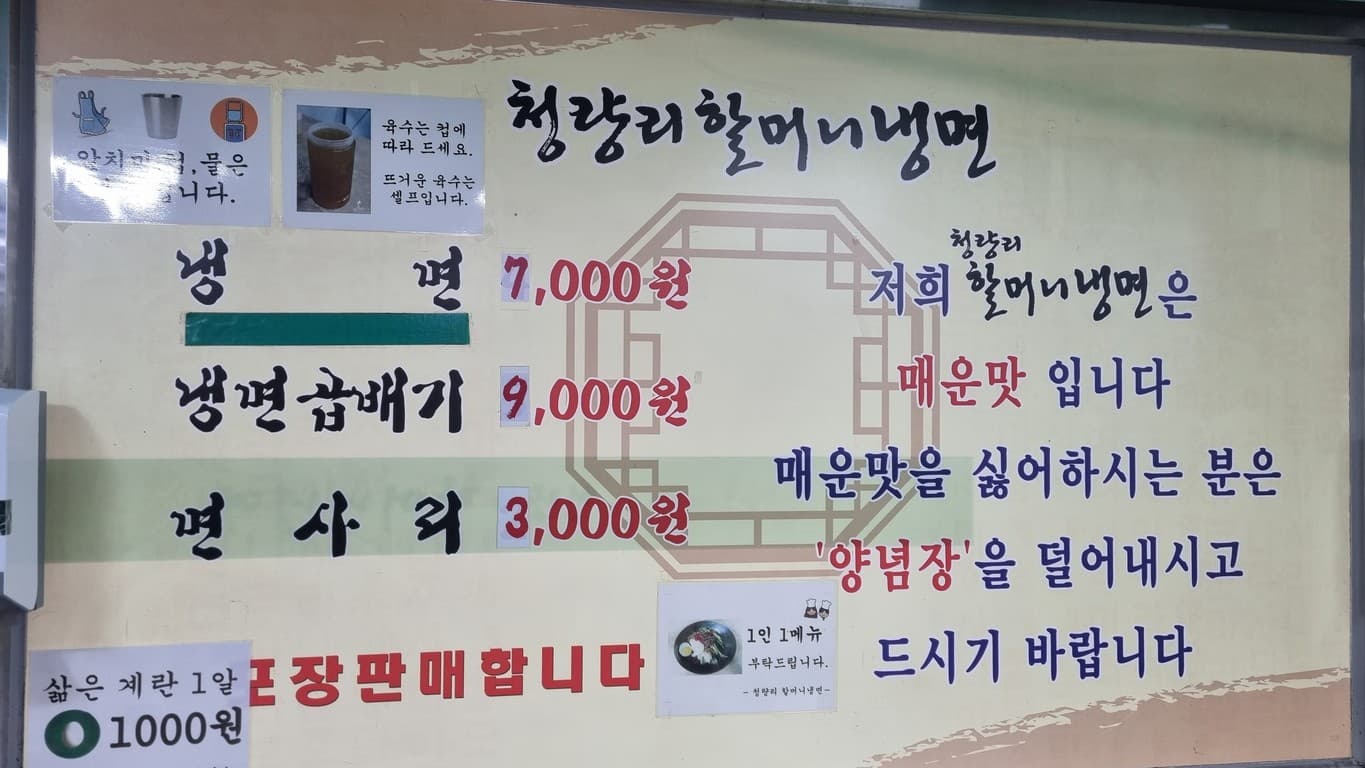 청량리할머니냉면
앞치마, 컵, 물은
니다.
육수는 컵에
따라 드세요.
뜨거운 육수는
셀프입니다.
냉면 7,000원
냉면곱배기 9,000원
면사리 3,000원
포장판매합니다
삶은 계란 1알
1000원
청량리
저희 할머니냉면은
매운맛 입니다
매운맛을 싫어하시는 분은
'양념장'을 덜어내시고
드시기 바랍니다
1인 1메뉴
부탁드립니다.
- 청량리 할머니냉면 -